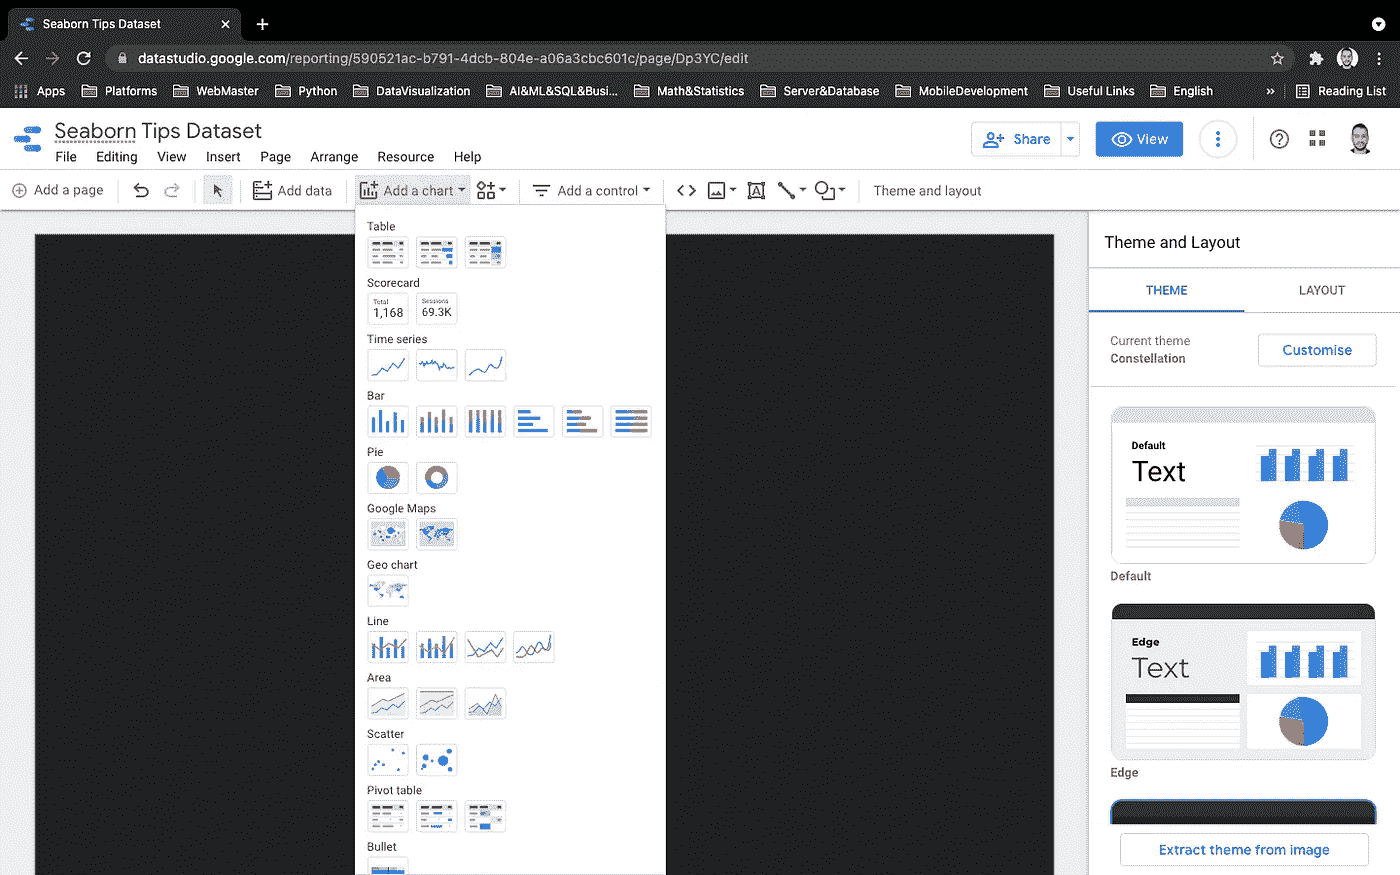 Seaborn Tips Dataset
datastudio.google.com/reporting/590521ac-b791-4dcb-804e-a06a3cbc601c/page/Dp3YC/edit
Apps Platforms WebMaster Python DataVisualization AI&ML&SQL&Busi... Math&Statistics Server&Database MobileDevelopment Useful Links English » Reading List
Seaborn Tips Dataset
File Editing View Insert Page Arrange Resource Help
Share View
Add a page Add data Add a chart Add a control Theme and layout
Table
Scorecard
Total
1,168
Sessions
69.3K
Time series
Bar
Pie
Google Maps
Geo chart
Line
Area
Scatter
Pivot table
Bullet
Theme and Layout
THEME LAYOUT
Current theme
Constellation
Customise
Default
Text
Default
Edge
Text
Edge
Extract theme from image